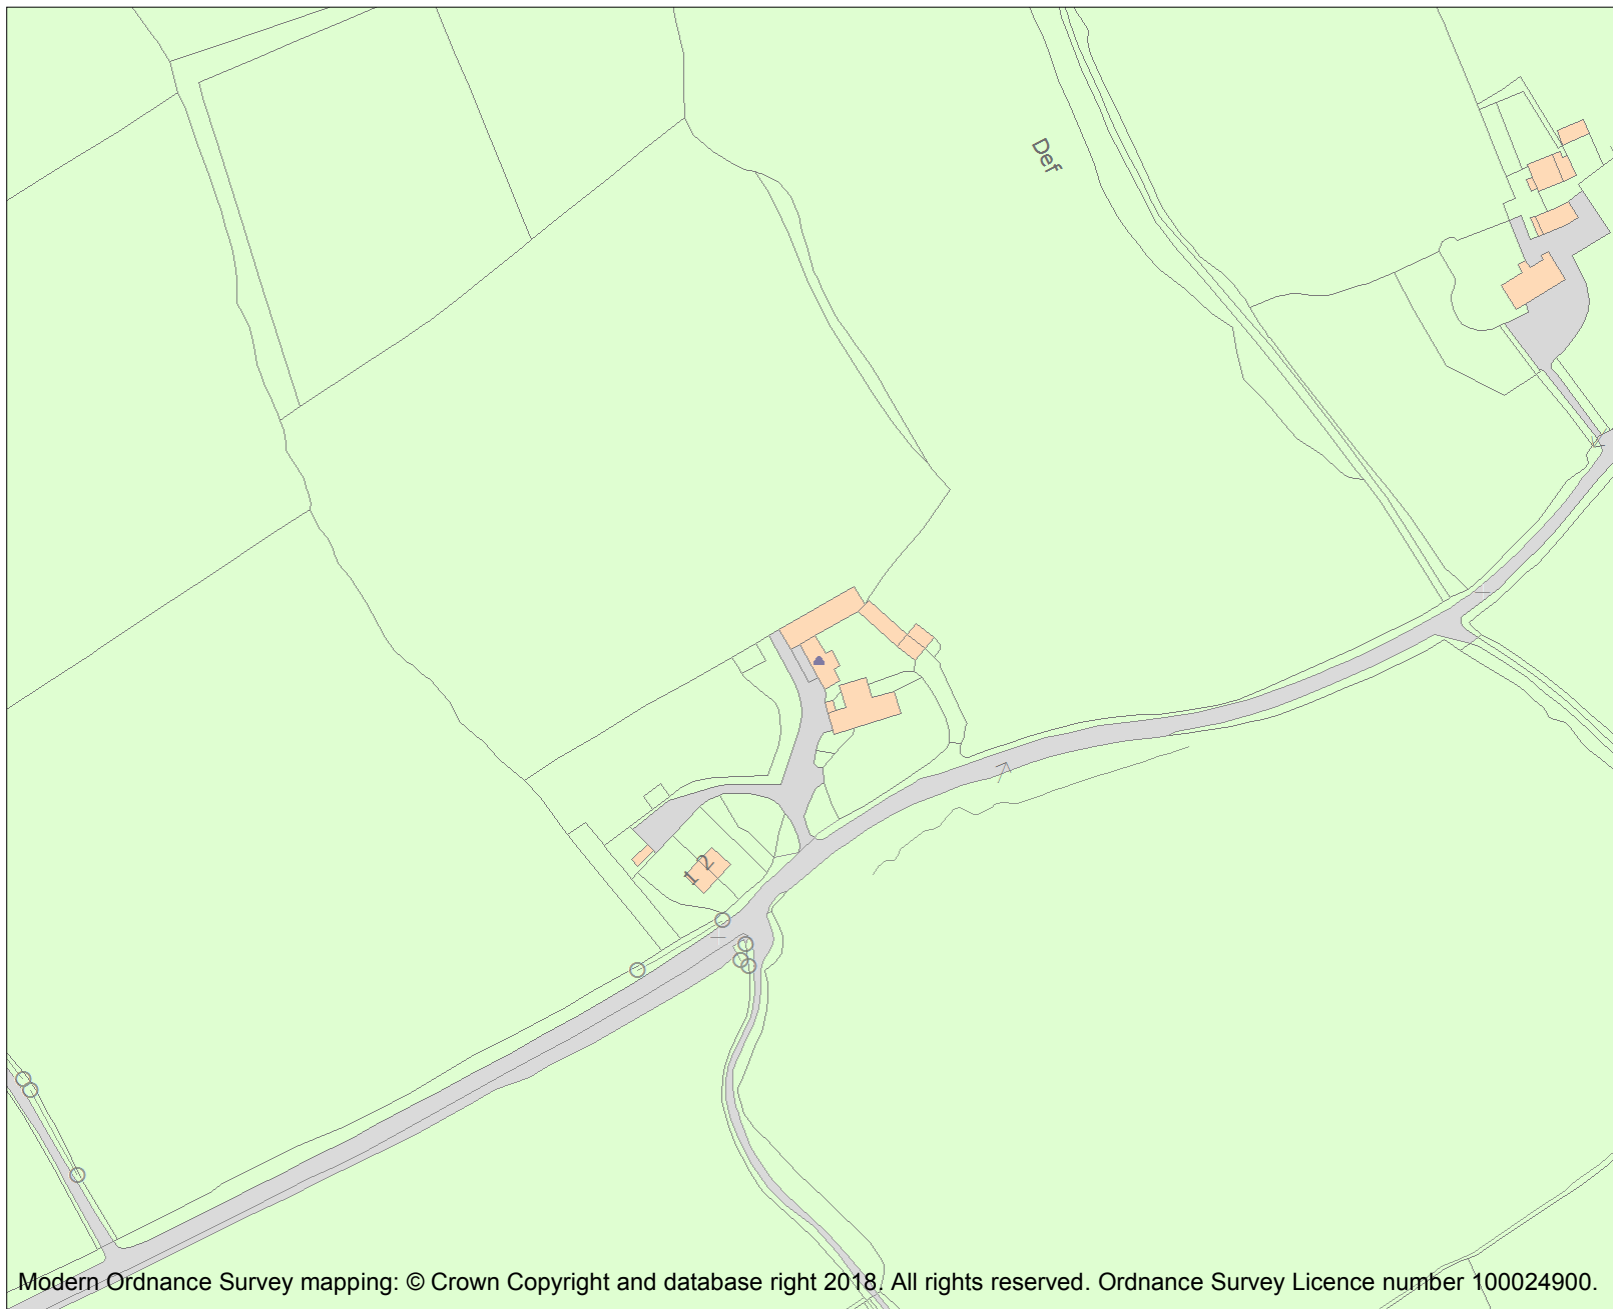 Def
1 2
Modern Ordnance Survey mapping: © Crown Copyright and database right 2018. All rights reserved. Ordnance Survey Licence number 100024900.